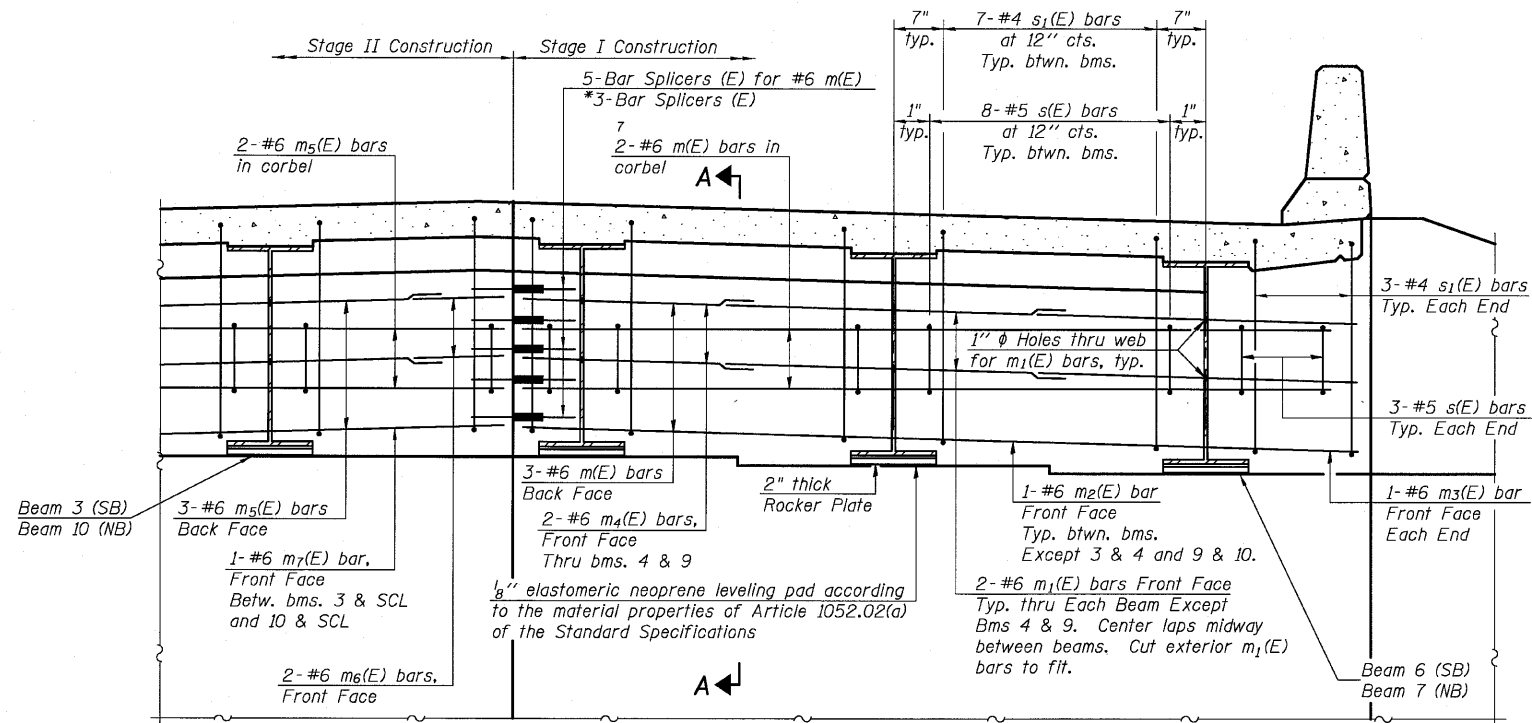 7"
typ.
7-#4 s1(E) bars
at 12" cts.
Typ. btwn. bms.
7"
typ.
Stage II Construction
Stage I Construction
5-Bar Splicers (E) for #6 m(E)
*3-Bar Splicers (E)
7
2-#6 m(E) bars in
corbel
1"
typ.
8-#5 s(E) bars
at 12" cts.
Typ. btwn. bms.
1"
typ.
2-#6 m5(E) bars
in corbel
A
3-#4 s1(E) bars
Typ. Each End
1" φ Holes thru web
for m1(E) bars, typ.
3-#5 s(E) bars
Typ. Each End
Beam 3 (SB)
Beam 10 (NB)
3-#6 m5(E) bars
Back Face
1-#6 m7(E) bar,
Front Face
Betw. bms. 3 & SCL
and 10 & SCL
2-#6 m6(E) bars,
Front Face
3-#6 m(E) bars
Back Face
2-#6 m4(E) bars,
Front Face
Thru bms. 4 & 9
2" thick
Rocker Plate
1/8" elastomeric neoprene leveling pad according
to the material properties of Article 1052.02(a)
of the Standard Specifications
1-#6 m2(E) bar
Front Face
Typ. btwn. bms.
Except 3 & 4 and 9 & 10.
2-#6 m1(E) bars Front Face
Typ. thru Each Beam Except
Bms 4 & 9. Center laps midway
between beams. Cut exterior m1(E)
bars to fit.
1-#6 m3(E) bar
Front Face
Each End
A
Beam 6 (SB)
Beam 7 (NB)